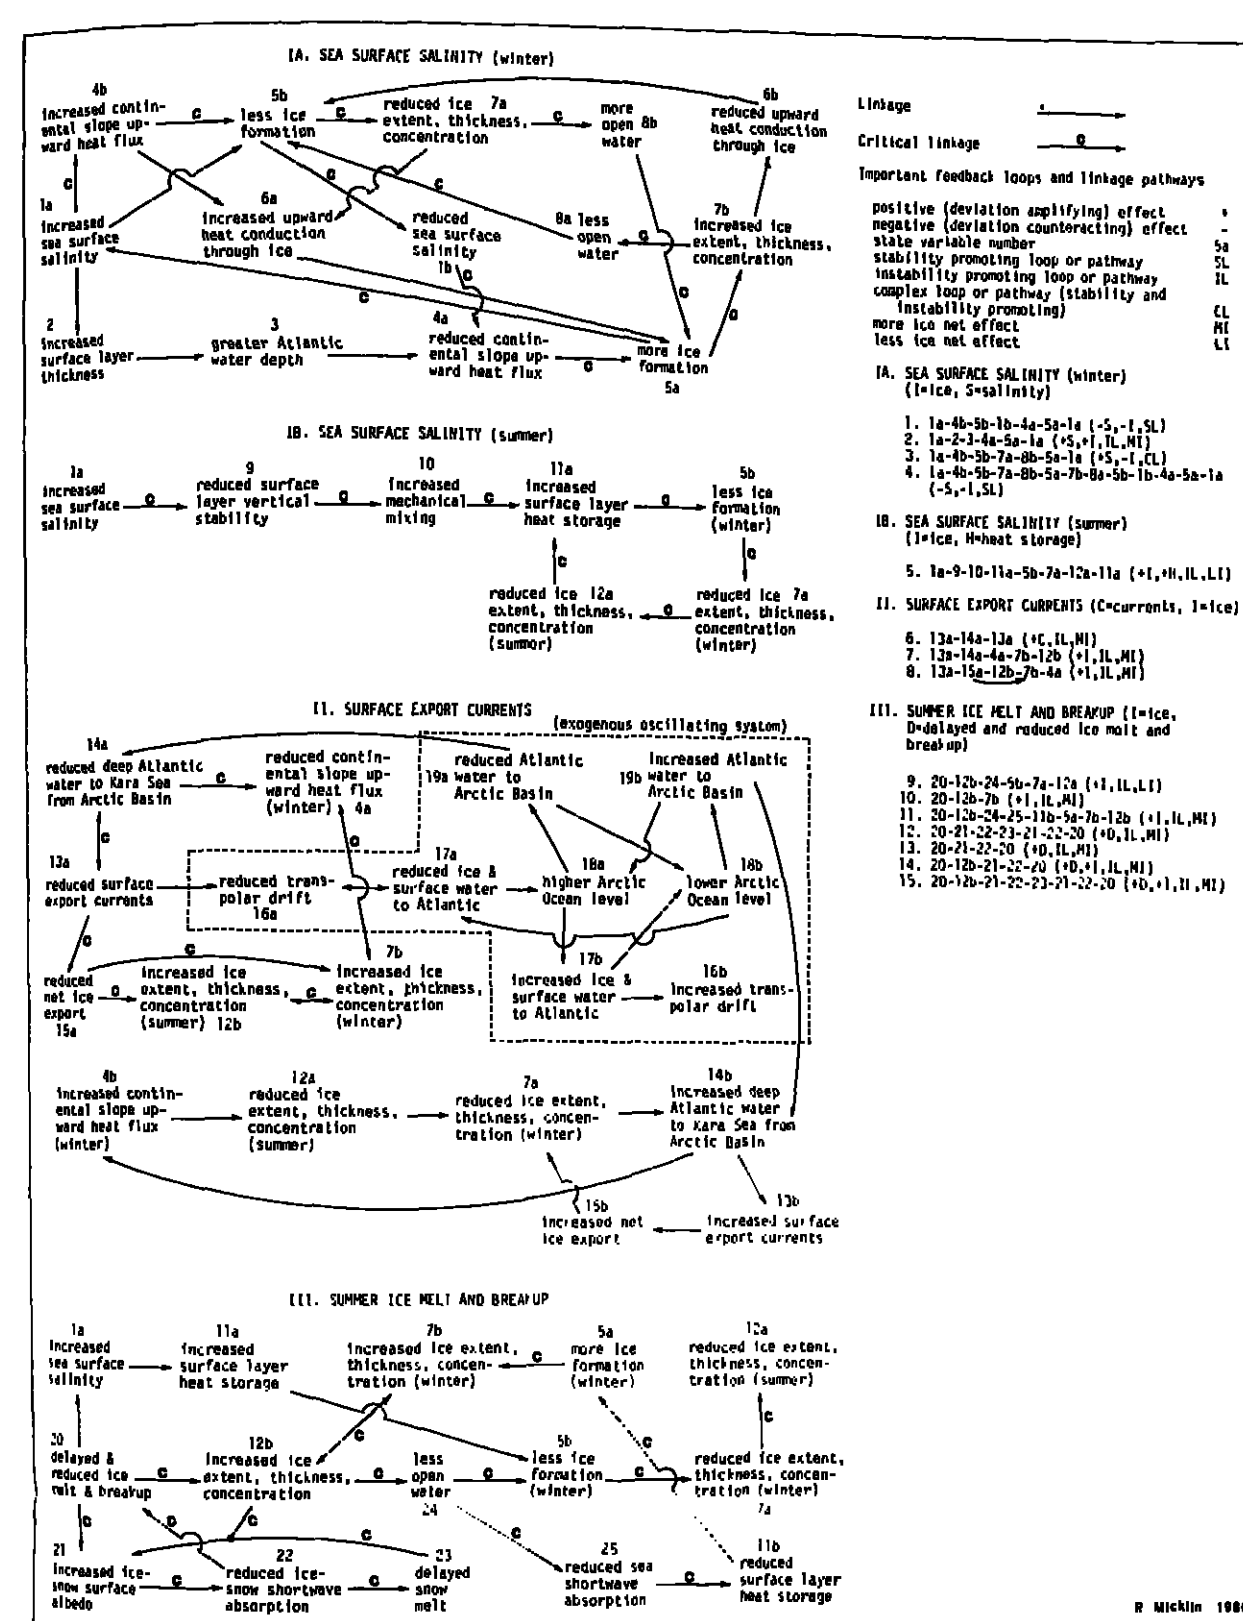 IA. SEA SURFACE SALINITY (winter)
4b
increased contin-
ental slope up-
ward heat flux
5b
less ice
formation
reduced ice 7a
extent, thickness,
concentration
more
open 8b
water
6b
reduced upward
heat conduction
through ice
1a
increased
sea surface
salinity
6a
increased upward
heat conduction
through ice
reduced
sea surface
salinity
1b
8a less
open
water
7b
increased ice
extent, thickness,
concentration
2
increased
surface layer
thickness
3
greater Atlantic
water depth
4a
reduced contin-
ental slope up-
ward heat flux
more ice
formation
5a
IB. SEA SURFACE SALINITY (summer)
1a
increased
sea surface
salinity
9
reduced surface
layer vertical
stability
10
increased
mechanical
mixing
11a
increased
surface layer
heat storage
5b
less ice
formation
(winter)
reduced ice 12a
extent, thickness,
concentration
(summer)
reduced ice 7a
extent, thickness,
concentration
(winter)
II. SURFACE EXPORT CURRENTS
(exogenous oscillating system)
14a
reduced deep Atlantic
water to Kara Sea
from Arctic Basin
reduced contin-
ental slope up-
ward heat flux
(winter) 4a
reduced Atlantic
19a water to
Arctic Basin
increased Atlantic
19b water to
Arctic Basin
13a
reduced surface
export currents
reduced trans-
polar drift
16a
17a
reduced ice &
surface water
to Atlantic
18a
higher Arctic
Ocean level
18b
lower Arctic
Ocean level
reduced
net ice
export
15a
increased ice
extent, thickness,
concentration
(summer) 12b
7b
increased ice
extent, thickness,
concentration
(winter)
17b
increased ice &
surface water
to Atlantic
16b
increased trans-
polar drift
4b
increased contin-
ental slope up-
ward heat flux
(winter)
12a
reduced ice
extent, thickness,
concentration
(summer)
7a
reduced ice extent,
thickness, concen-
tration (winter)
14b
increased deep
Atlantic water
to Kara Sea from
Arctic Basin
15b
increased net
ice export
13b
increased surface
export currents
III. SUMMER ICE MELT AND BREAKUP
1a
increased
sea surface
salinity
11a
increased
surface layer
heat storage
7b
increased ice extent,
thickness, concen-
tration (winter)
5a
more ice
formation
(winter)
12a
reduced ice extent,
thickness, concen-
tration (summer)
20
delayed &
reduced ice
melt & breakup
12b
increased ice
extent, thickness,
concentration
less
open
water
24
5b
less ice
formation
(winter)
reduced ice extent,
thickness, concen-
tration (winter)
7a
21
increased ice-
snow surface
albedo
22
reduced ice-
snow shortwave
absorption
23
delayed
snow
melt
25
reduced sea
shortwave
absorption
11b
reduced
surface layer
heat storage
Linkage
Critical linkage c
Important feedback loops and linkage pathways
positive (deviation amplifying) effect +
negative (deviation counteracting) effect -
state variable number 5a
stability promoting loop or pathway SL
instability promoting loop or pathway IL
complex loop or pathway (stability and
instability promoting) CL
more ice net effect MI
less ice net effect LI
IA. SEA SURFACE SALINITY (winter)
(I=ice, S=salinity)
1. 1a-4b-5b-1b-4a-5a-1a (-S,-I,SL)
2. 1a-2-3-4a-5a-1a (+S,+I,IL,MI)
3. 1a-4b-5b-7a-8b-5a-1a (+S,-I,CL)
4. 1a-4b-5b-7a-8b-5a-7b-8a-5b-1b-4a-5a-1a
(-S,-I,SL)
IB. SEA SURFACE SALINITY (summer)
(I=ice, H=heat storage)
5. 1a-9-10-11a-5b-7a-12a-11a (+I,+H,IL,LI)
II. SURFACE EXPORT CURRENTS (C=currents, I=ice)
6. 13a-14a-13a (+C,IL,MI)
7. 13a-14a-4a-7b-12b (+I,IL,MI)
8. 13a-15a-12b-7b-4a (+I,IL,MI)
III. SUMMER ICE MELT AND BREAKUP (I=ice,
D=delayed and reduced ice melt and
breakup)
9. 20-12b-24-5b-7a-12a (+I,IL,LI)
10. 20-12b-7b (+I,IL,MI)
11. 20-12b-24-25-11b-5a-7b-12b (+I,IL,MI)
12. 20-21-22-23-21-22-20 (+D,IL,MI)
13. 20-21-22-20 (+D,IL,MI)
14. 20-12b-21-22-20 (+D,+I,IL,MI)
15. 20-12b-21-22-23-21-22-20 (+D,+I,IL,MI)
R Micklin